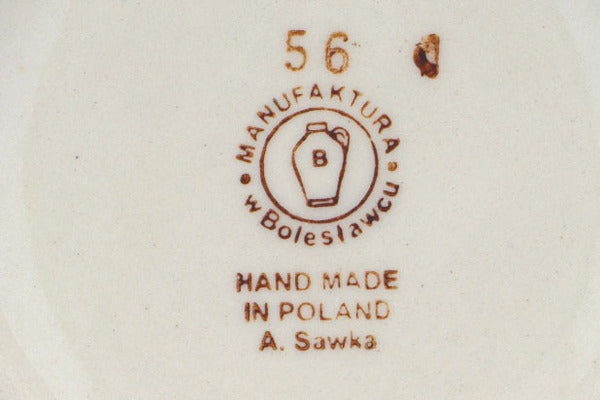 56
MANUFAKTURA
B
w Bolesławcu
HAND MADE
IN POLAND
A. Sawka